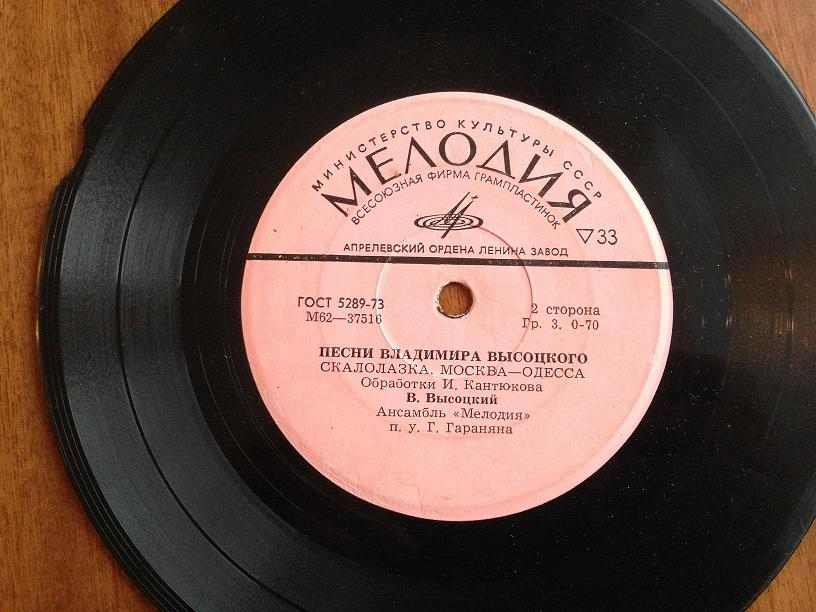 МИНИСТЕРСТВО КУЛЬТУРЫ СССР
МЕЛОДИЯ
ВСЕСОЮЗНАЯ ФИРМА ГРАМПЛАСТИНОК
33
АПРЕЛЕВСКИЙ ОРДЕНА ЛЕНИНА ЗАВОД
ГОСТ 5289-73
М62—37516
2 сторона
Гр. 3. 0-70
ПЕСНИ ВЛАДИМИРА ВЫСОЦКОГО
СКАЛОЛАЗКА. МОСКВА—ОДЕССА
Обработки И. Кантюкова
В. Высоцкий
Ансамбль «Мелодия»
п. у. Г. Гараняна